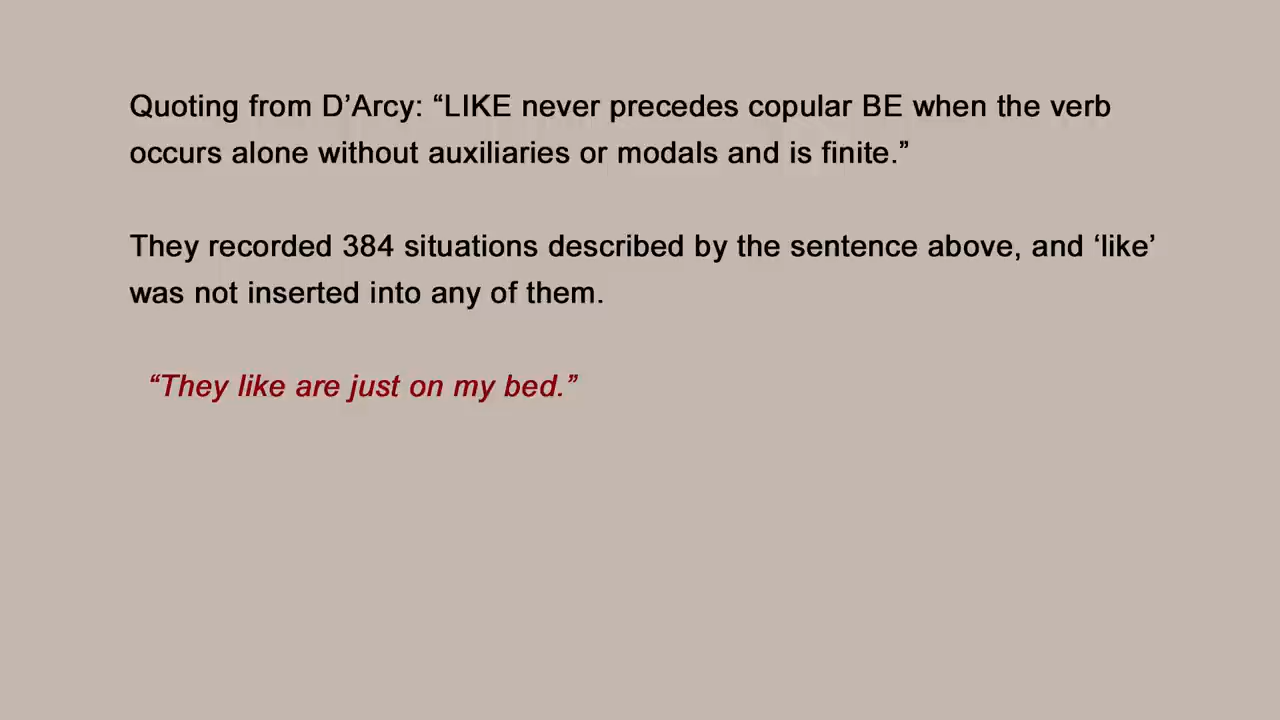 Quoting from D’Arcy: “LIKE never precedes copular BE when the verb
occurs alone without auxiliaries or modals and is finite.”
They recorded 384 situations described by the sentence above, and ‘like’
was not inserted into any of them.
“They like are just on my bed.”